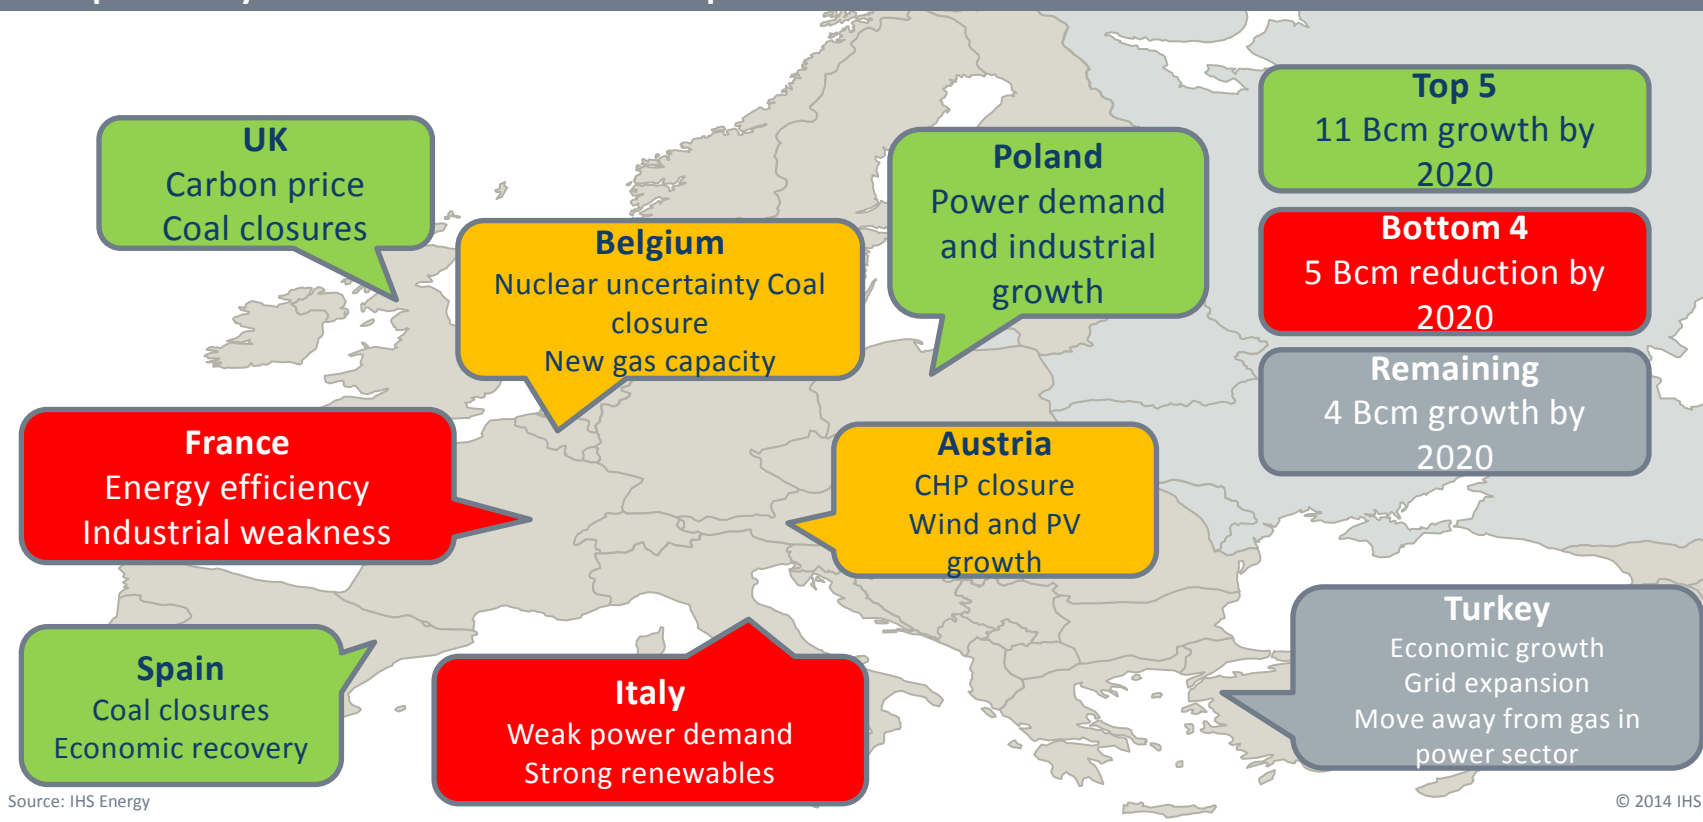 UK
Carbon price
Coal closures
Belgium
Nuclear uncertainty Coal
closure
New gas capacity
Poland
Power demand
and industrial
growth
Top 5
11 Bcm growth by
2020
Bottom 4
5 Bcm reduction by
2020
Remaining
4 Bcm growth by
2020
France
Energy efficiency
Industrial weakness
Austria
CHP closure
Wind and PV
growth
Spain
Coal closures
Economic recovery
Italy
Weak power demand
Strong renewables
Turkey
Economic growth
Grid expansion
Move away from gas in
power sector
Source: IHS Energy
© 2014 IHS